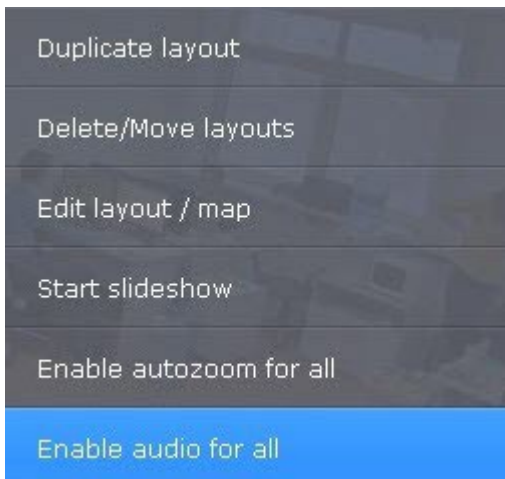 Duplicate layout
Delete/Move layouts
Edit layout / map
Start slideshow
Enable autozoom for all
Enable audio for all